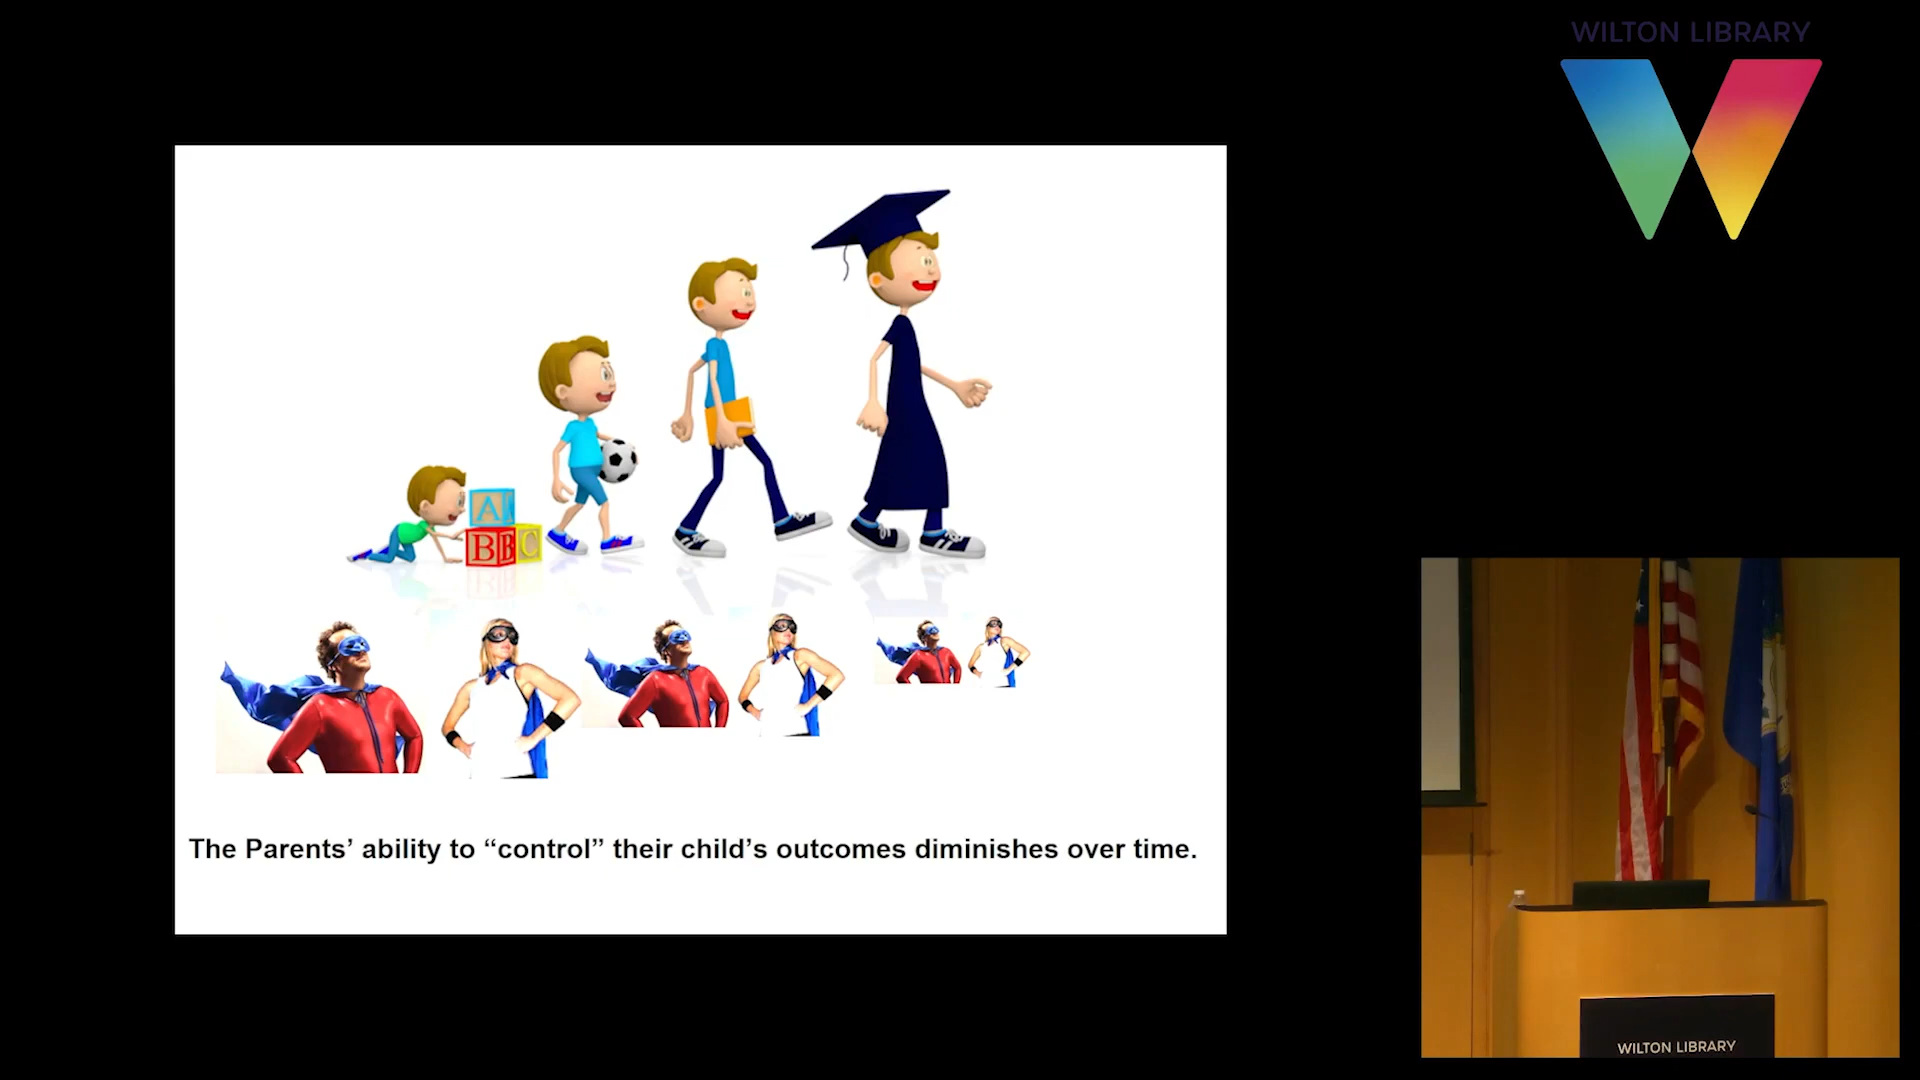 WILTON LIBRARY
A
B B C
The Parents’ ability to “control” their child’s outcomes diminishes over time.
WILTON LIBRARY